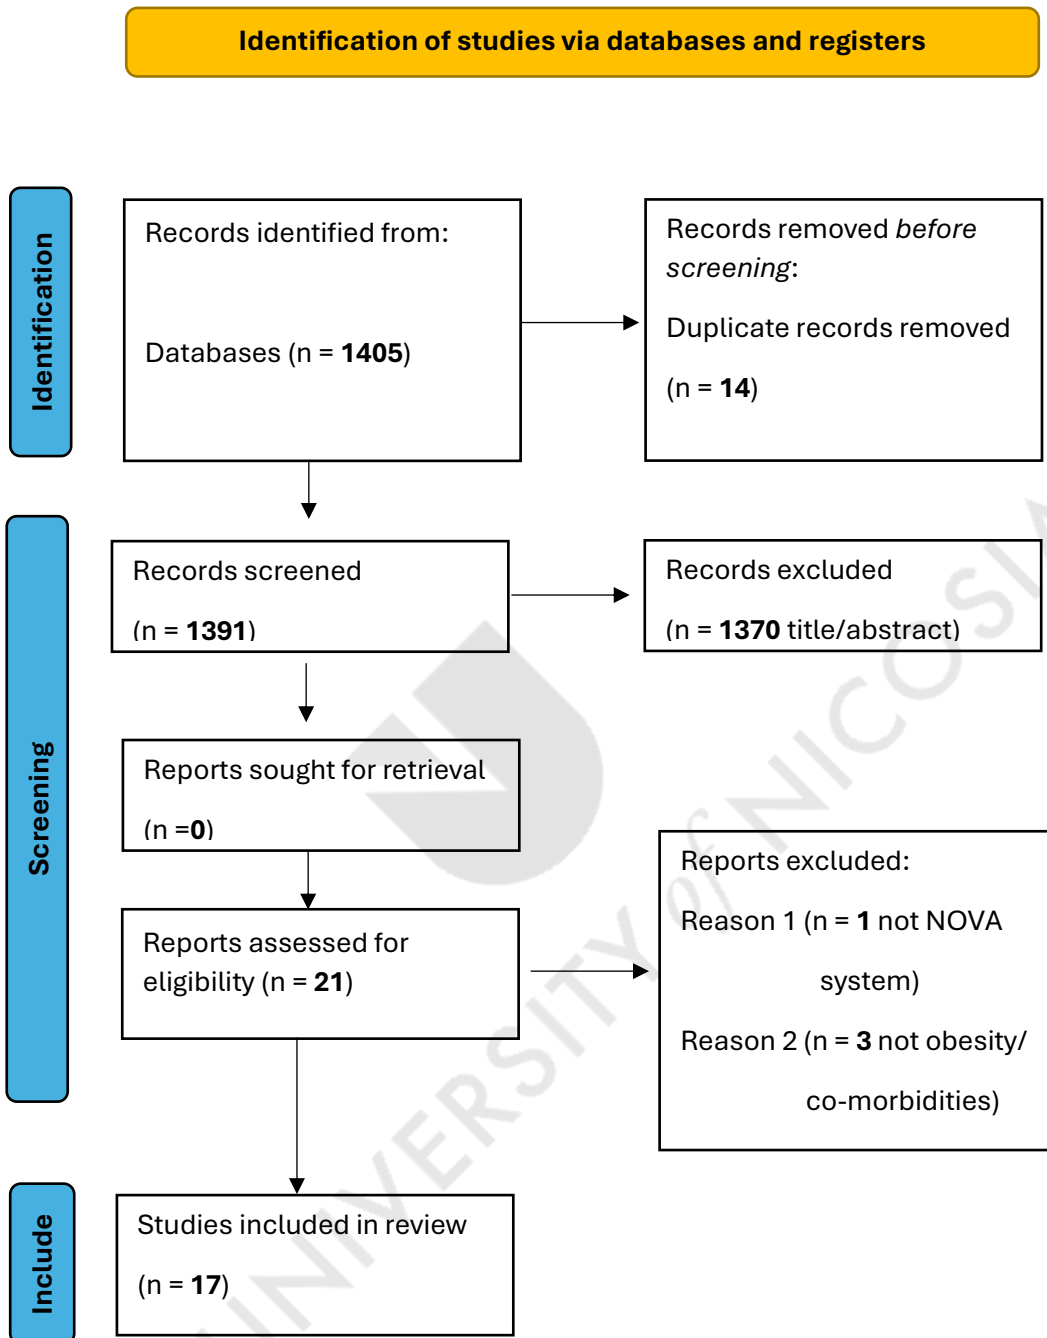 Identification of studies via databases and registers
Identification
Records identified from:
Databases (n = 1405)
Records removed before
screening:
Duplicate records removed
(n = 14)
Screening
Records screened
(n = 1391)
Records excluded
(n = 1370 title/abstract)
Reports sought for retrieval
(n =0)
Reports assessed for
eligibility (n = 21)
Reports excluded:
Reason 1 (n = 1 not NOVA
system)
Reason 2 (n = 3 not obesity/
co-morbidities)
Include
Studies included in review
(n = 17)
UNIVERSITY of NICOSIA